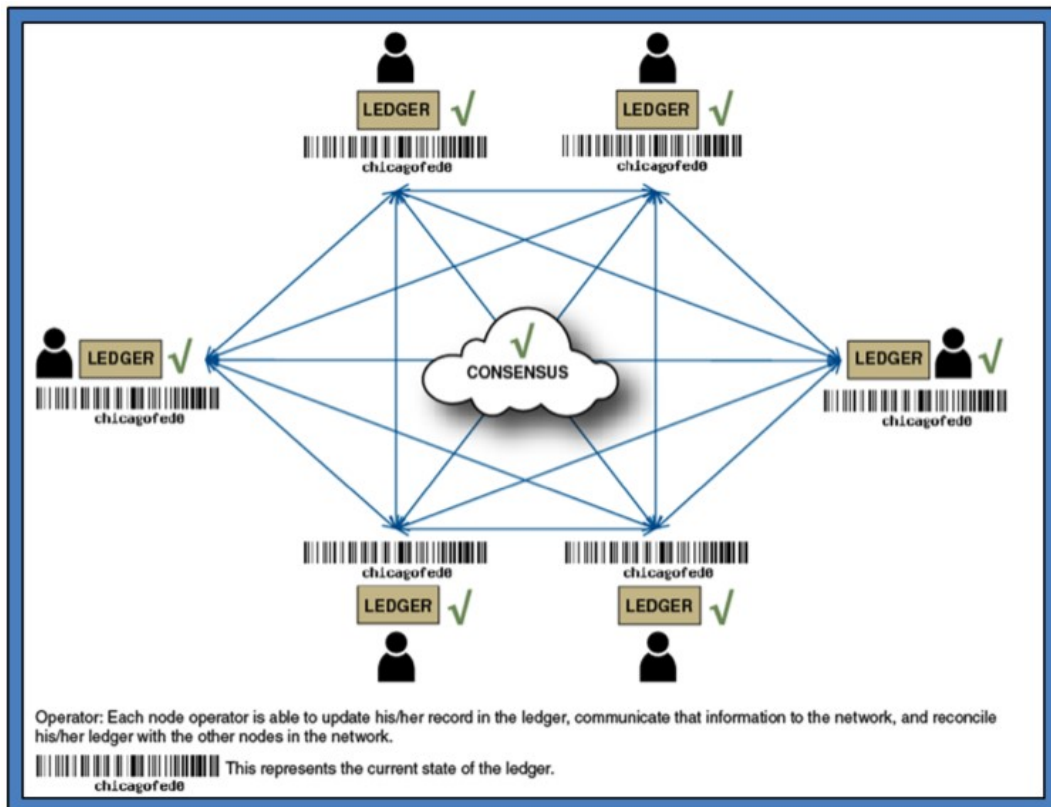 LEDGER √
LEDGER √
chicagofed0
chicagofed0
LEDGER √
√
CONSENSUS
LEDGER √
chicagofed0
chicagofed0
chicagofed0
chicagofed0
LEDGER √
LEDGER √
Operator: Each node operator is able to update his/her record in the ledger, communicate that information to the network, and reconcile
his/her ledger with the other nodes in the network.
This represents the current state of the ledger.
chicagofed0